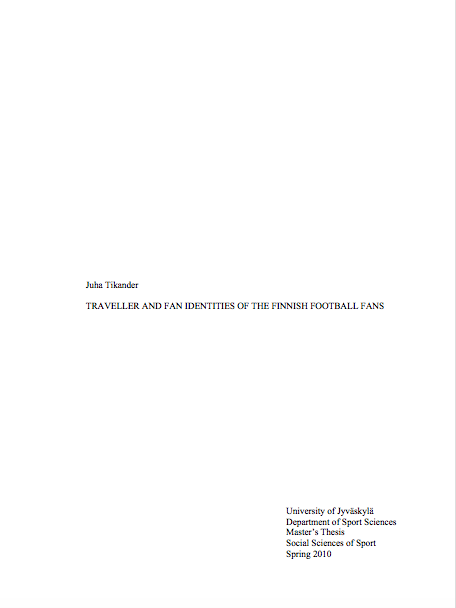 Juha Tikander
TRAVELLER AND FAN IDENTITIES OF THE FINNISH FOOTBALL FANS
University of Jyväskylä
Department of Sport Sciences
Master's Thesis
Social Sciences of Sport
Spring 2010